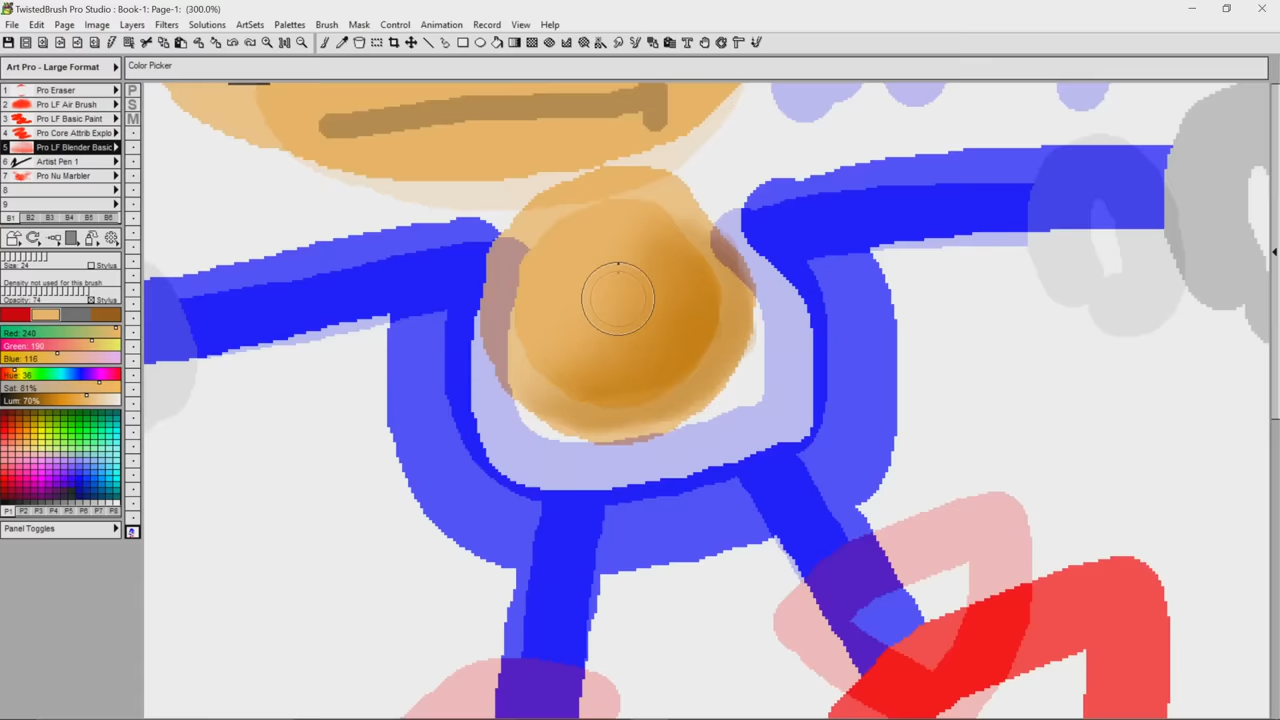 TwistedBrush Pro Studio : Book-1: Page-1: (300.0%)
File Edit Page Image Layers Filters Solutions ArtSets Palettes Brush Mask Control Animation Record View Help
Art Pro - Large Format
Color Picker
1 Pro Eraser
2 Pro LF Air Brush
3 Pro LF Basic Paint
4 Pro Core Attrib Explo
5 Pro LF Blender Basic
6 Artist Pen 1
7 Pro Nu Marbler
8
9
P
S
M
B1 B2 B3 B4 B5 B6
Size: 24 Stylus
Density not used for this brush
Opacity: 74 Stylus
Red: 240
Green: 190
Blue: 116
Hue: 36
Sat: 81%
Lum: 70%
P1 P2 P3 P4 P5 P6 P7 P8
Panel Toggles